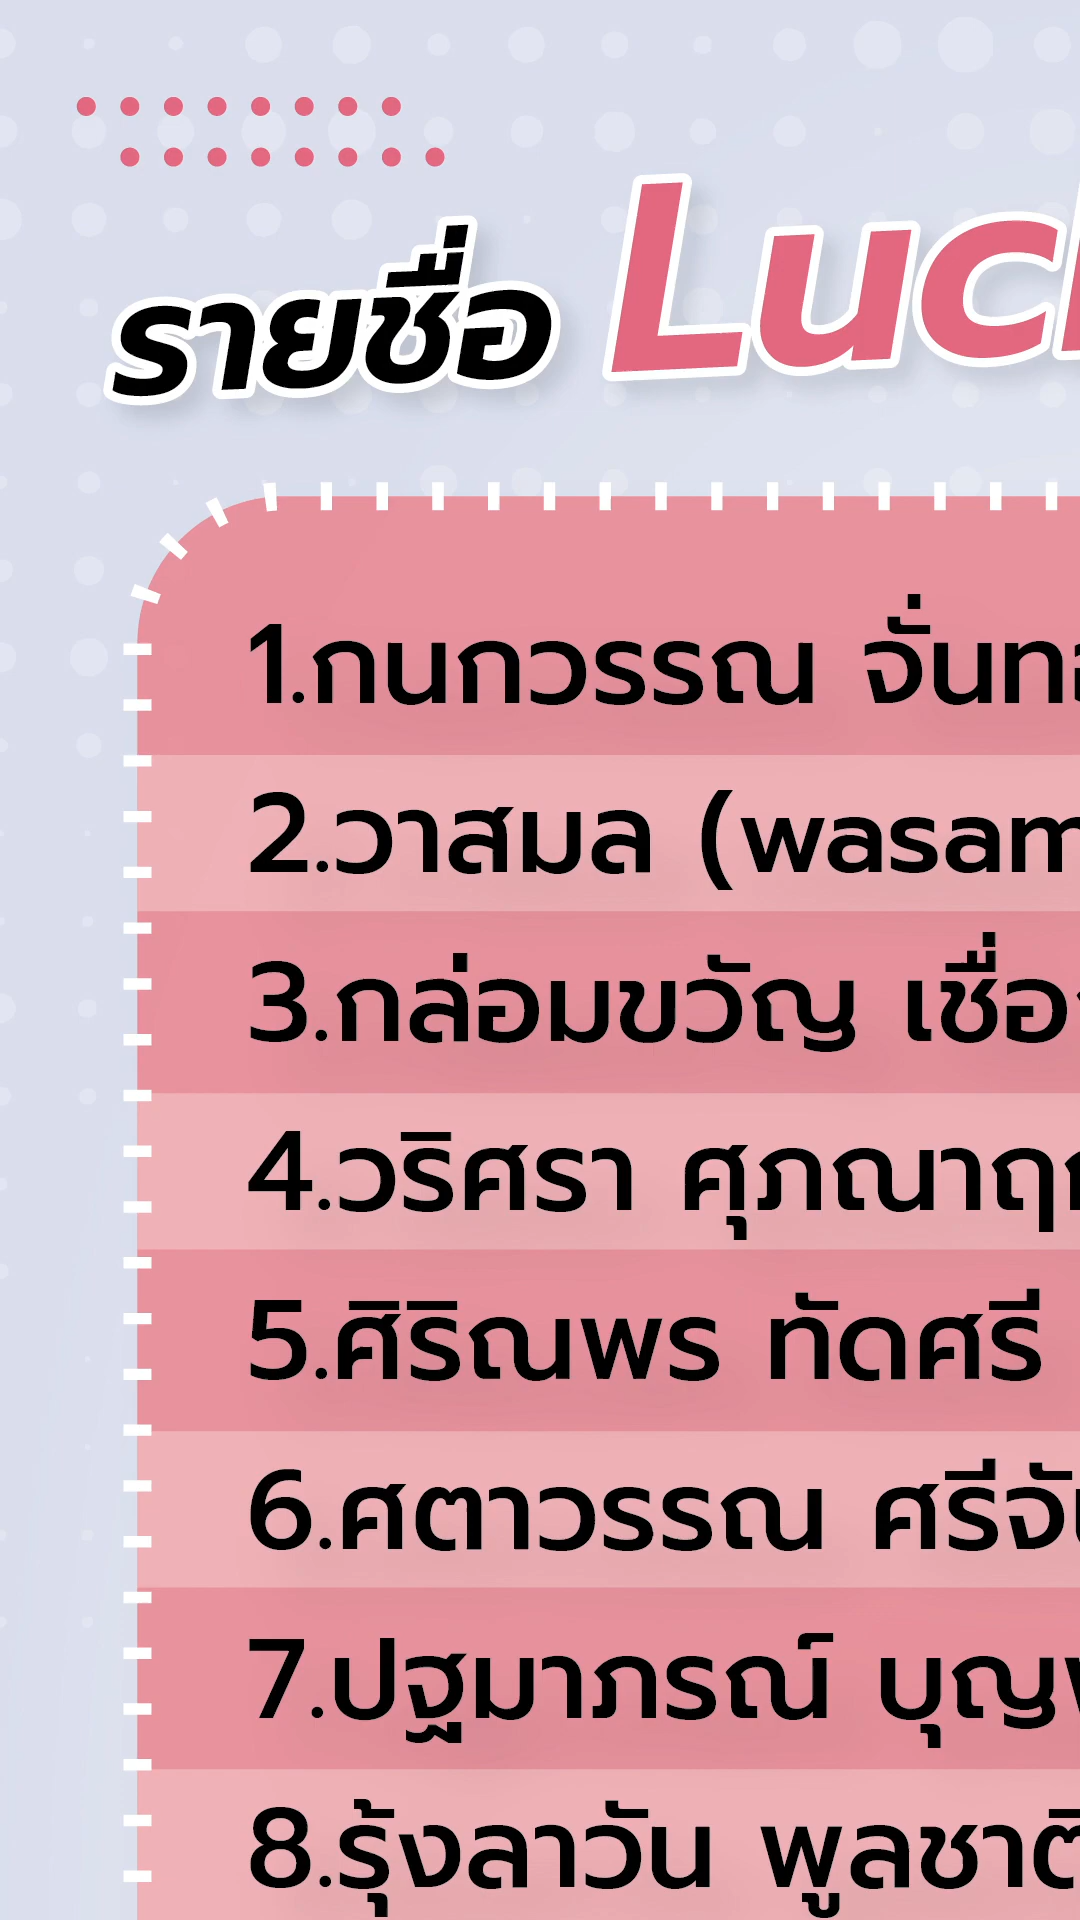 รายชื่อ Luc
1.กนกวรรณ จั่นท
2.วาสมล (wasam
3.กล่อมขวัญ เชื่อ
4.วริศรา ศุภณาฤ
5.ศิริณพร ทัดศรี
6.ศตาวรรณ ศรีจั
7.ปฐมาภรณ์ บุญ
8.รุ้งลาวัน พูลชาติ